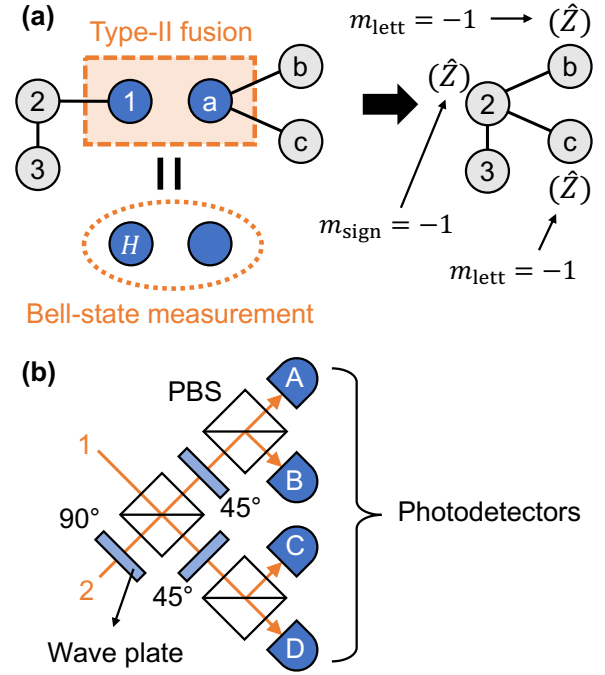 (a)
Type-II fusion
1
a
2
3
b
c
H
Bell-state measurement
m_lett = −1
(Ẑ)
(Ẑ)
b
2
c
3
(Ẑ)
m_sign = −1
m_lett = −1
(b)
PBS
A
B
1
90°
45°
C
Photodetectors
2
45°
D
Wave plate